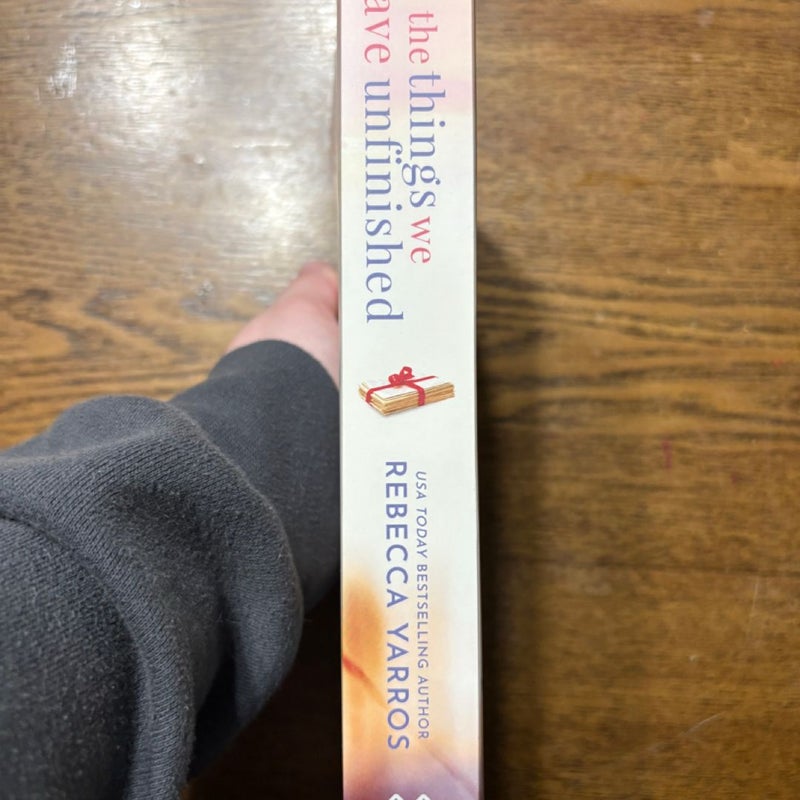 the things we
ave unfinished
USA TODAY BESTSELLING AUTHOR
REBECCA YARROS